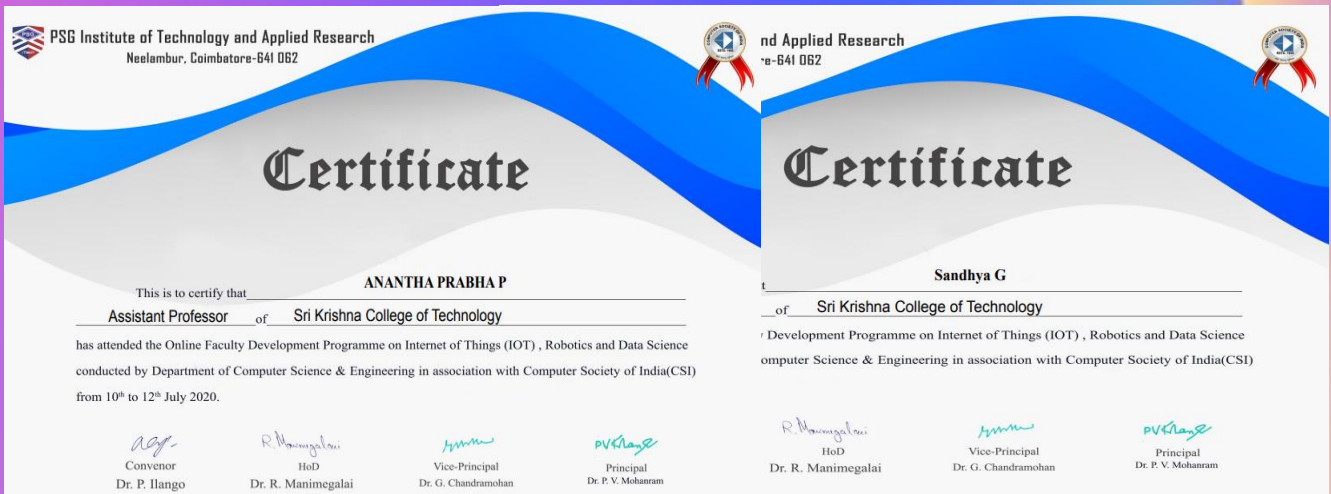 PSG Institute of Technology and Applied Research
Neelambur, Coimbatore-641 062
Certificate
This is to certify that ANANTHA PRABHA P
Assistant Professor of Sri Krishna College of Technology
has attended the Online Faculty Development Programme on Internet of Things (IOT) , Robotics and Data Science
conducted by Department of Computer Science & Engineering in association with Computer Society of India(CSI)
from 10th to 12th July 2020.
Convenor
Dr. P. Ilango
R. Manimegalai
HoD
Dr. R. Manimegalai
Vice-Principal
Dr. G. Chandramohan
Principal
Dr. P. V. Mohanram
nd Applied Research
re-641 062
Certificate
t Sandhya G
of Sri Krishna College of Technology
Development Programme on Internet of Things (IOT) , Robotics and Data Science
omputer Science & Engineering in association with Computer Society of India(CSI)
R. Manimegalai
HoD
Dr. R. Manimegalai
Vice-Principal
Dr. G. Chandramohan
Principal
Dr. P. V. Mohanram